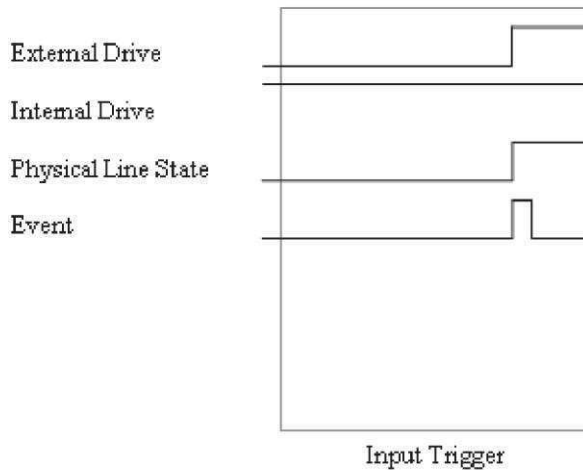 External Drive
Internal Drive
Physical Line State
Event
Input Trigger